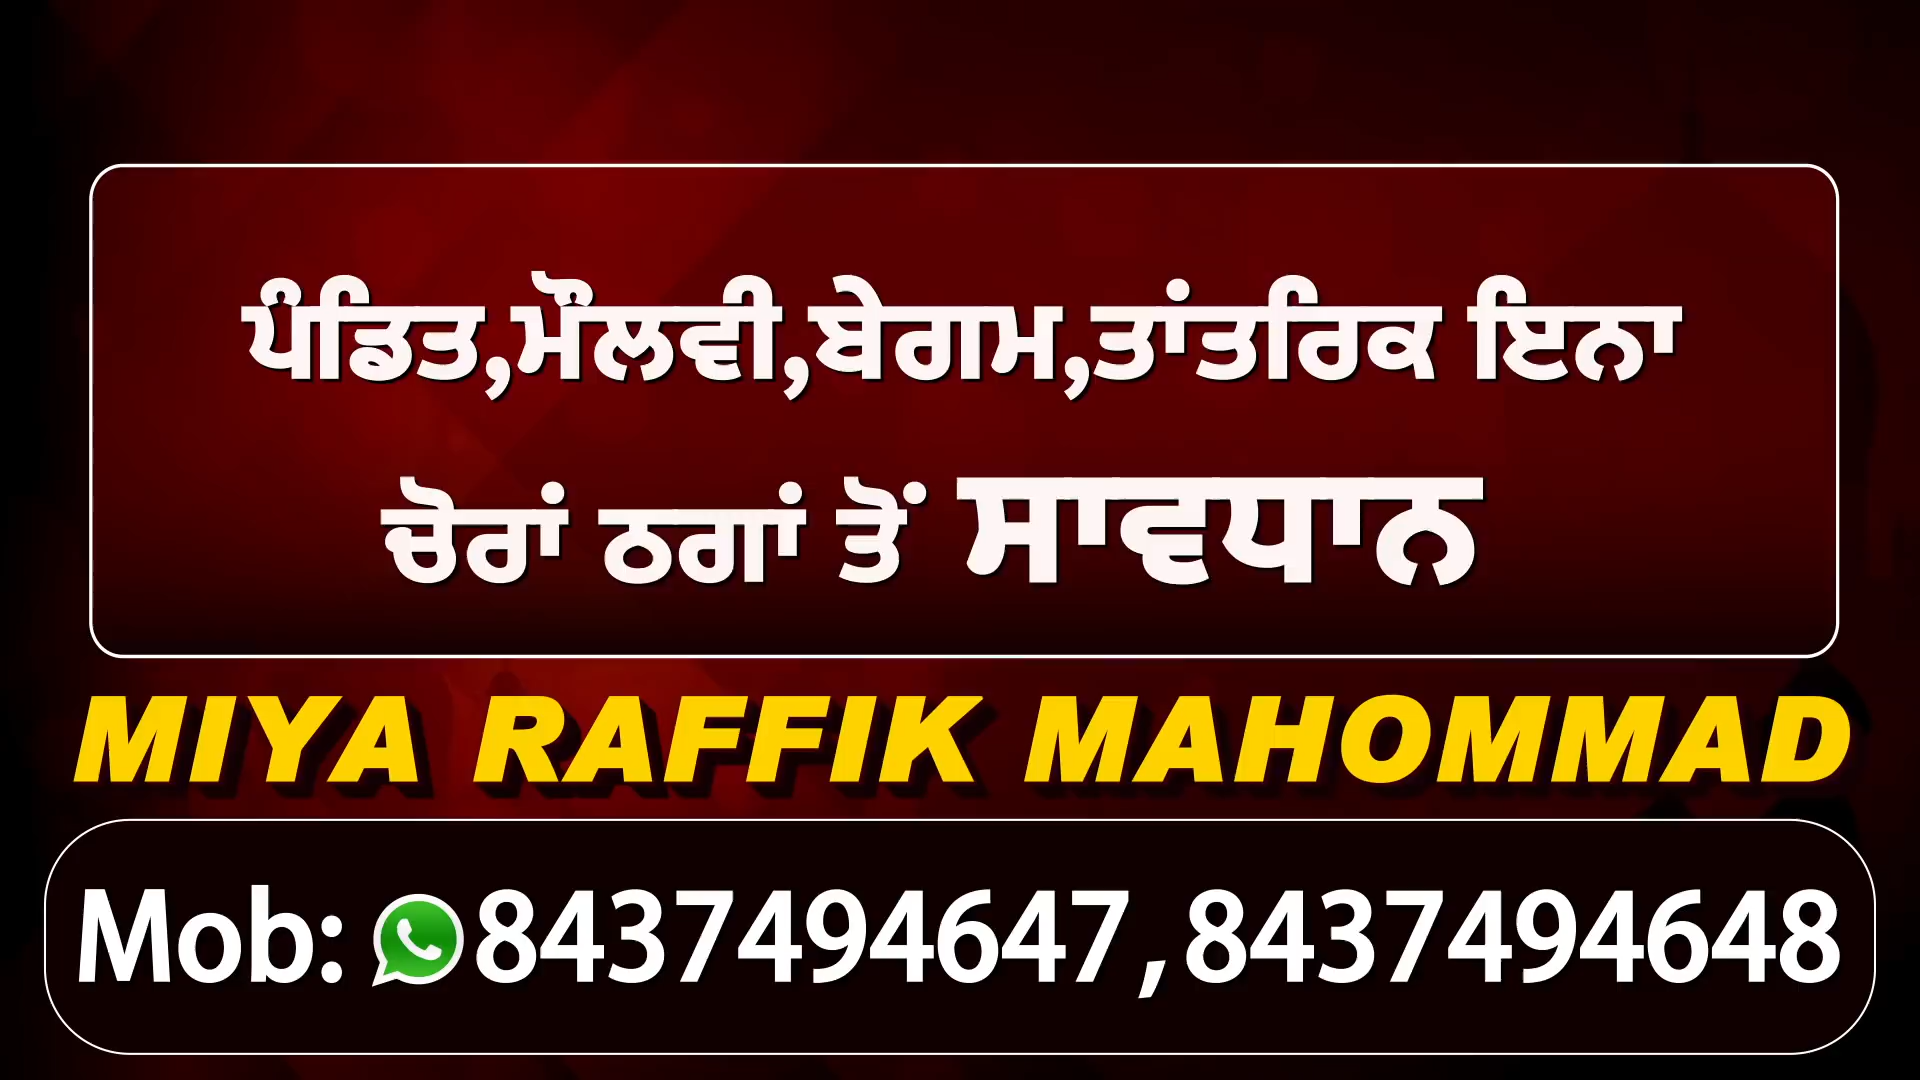 ਪੰਡਿਤ,ਮੌਲਵੀ,ਬੇਗਮ,ਤਾਂਤਰਿਕ ਇਨਾ
ਚੋਰਾਂ ਠਗਾਂ ਤੋਂ ਸਾਵਧਾਨ
MIYA RAFFIK MAHOMMAD
Mob: 8437494647, 8437494648